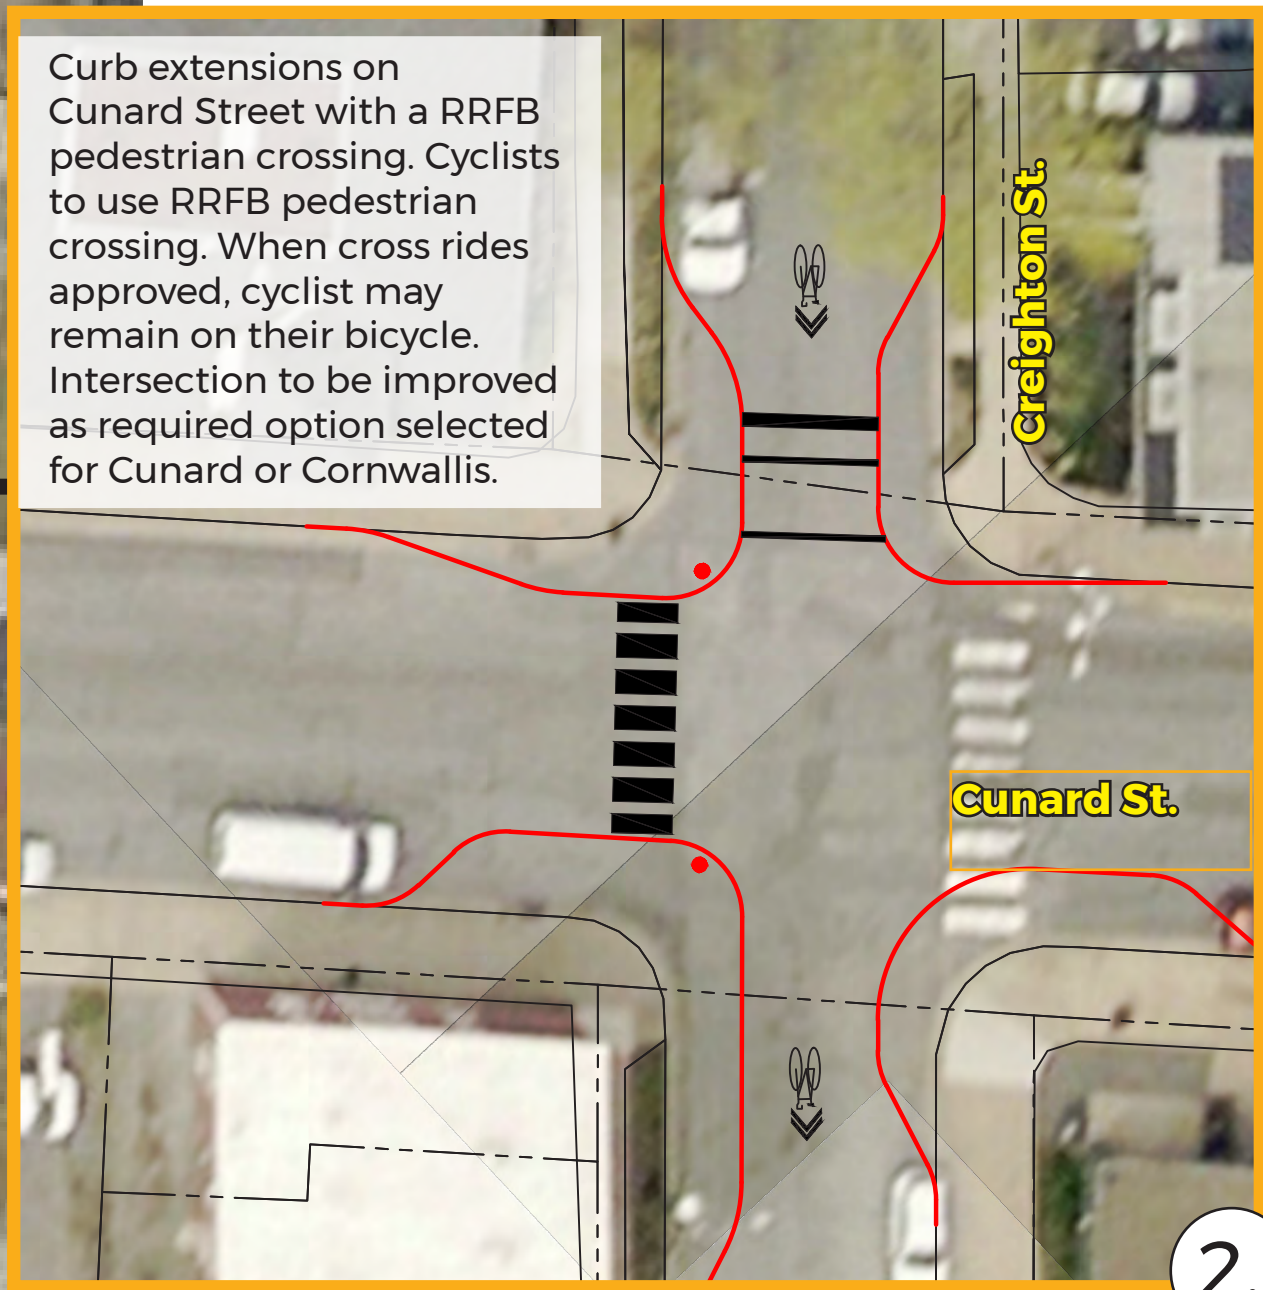 Curb extensions on
Cunard Street with a RRFB
pedestrian crossing. Cyclists
to use RRFB pedestrian
crossing. When cross rides
approved, cyclist may
remain on their bicycle.
Intersection to be improved
as required option selected
for Cunard or Cornwallis.
Creighton St.
Cunard St.
2.